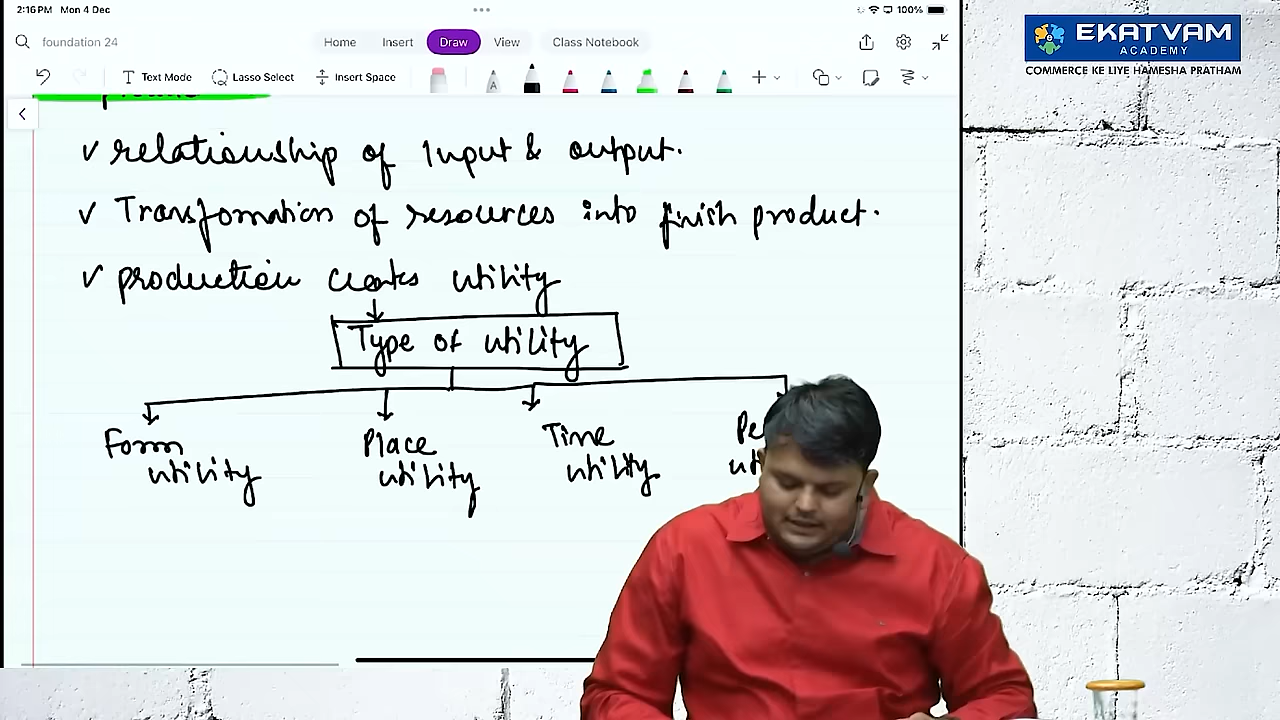 2:16 PM Mon 4 Dec
100%
foundation 24
Home Insert Draw View Class Notebook
Text Mode Lasso Select Insert Space
relationship of Input & output.
Transfomation of resources into finish product.
production creates utility
Type of utility
Form utility
Place utility
Time utility
EKATVAM
ACADEMY
COMMERCE KE LIYE HAMESHA PRATHAM